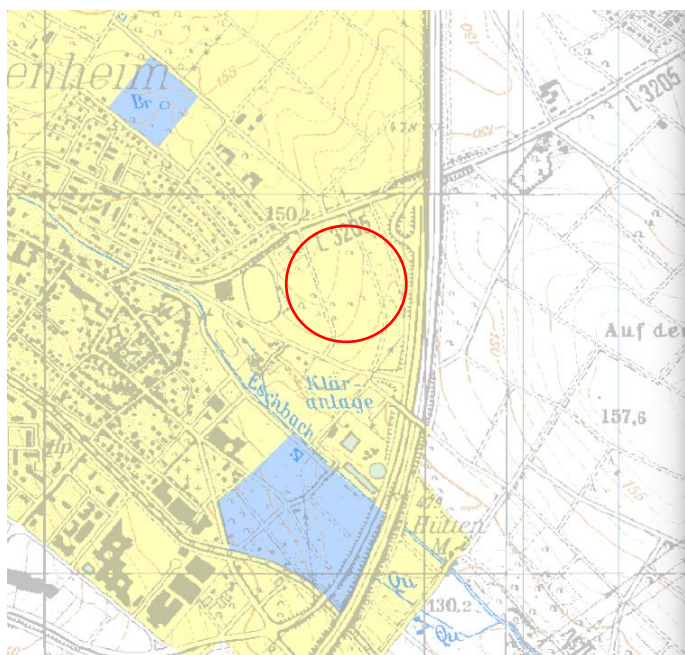 enheim
155
150
L 3205
Br
150
150,2
L 3205
Auf der
Klär-
anlage
Eschbach
157,6
155
Hütten
M.
Qu
130,2
Qu